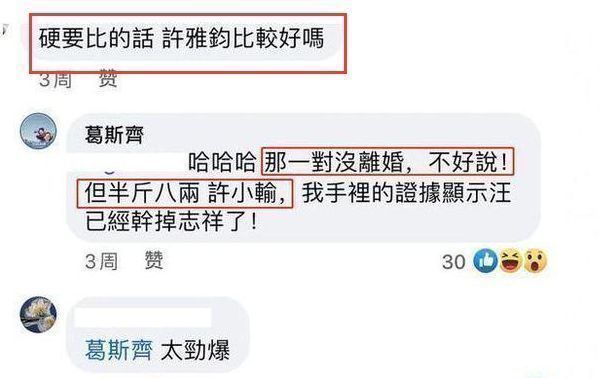 硬要比的話 許雅鈞比較好嗎
3周 赞
葛斯齊
哈哈哈 那一對沒離婚，不好說！
但半斤八兩 許小輸，我手裡的證據顯示汪
已經幹掉志祥了！
3周 赞 30
葛斯齊 太勁爆